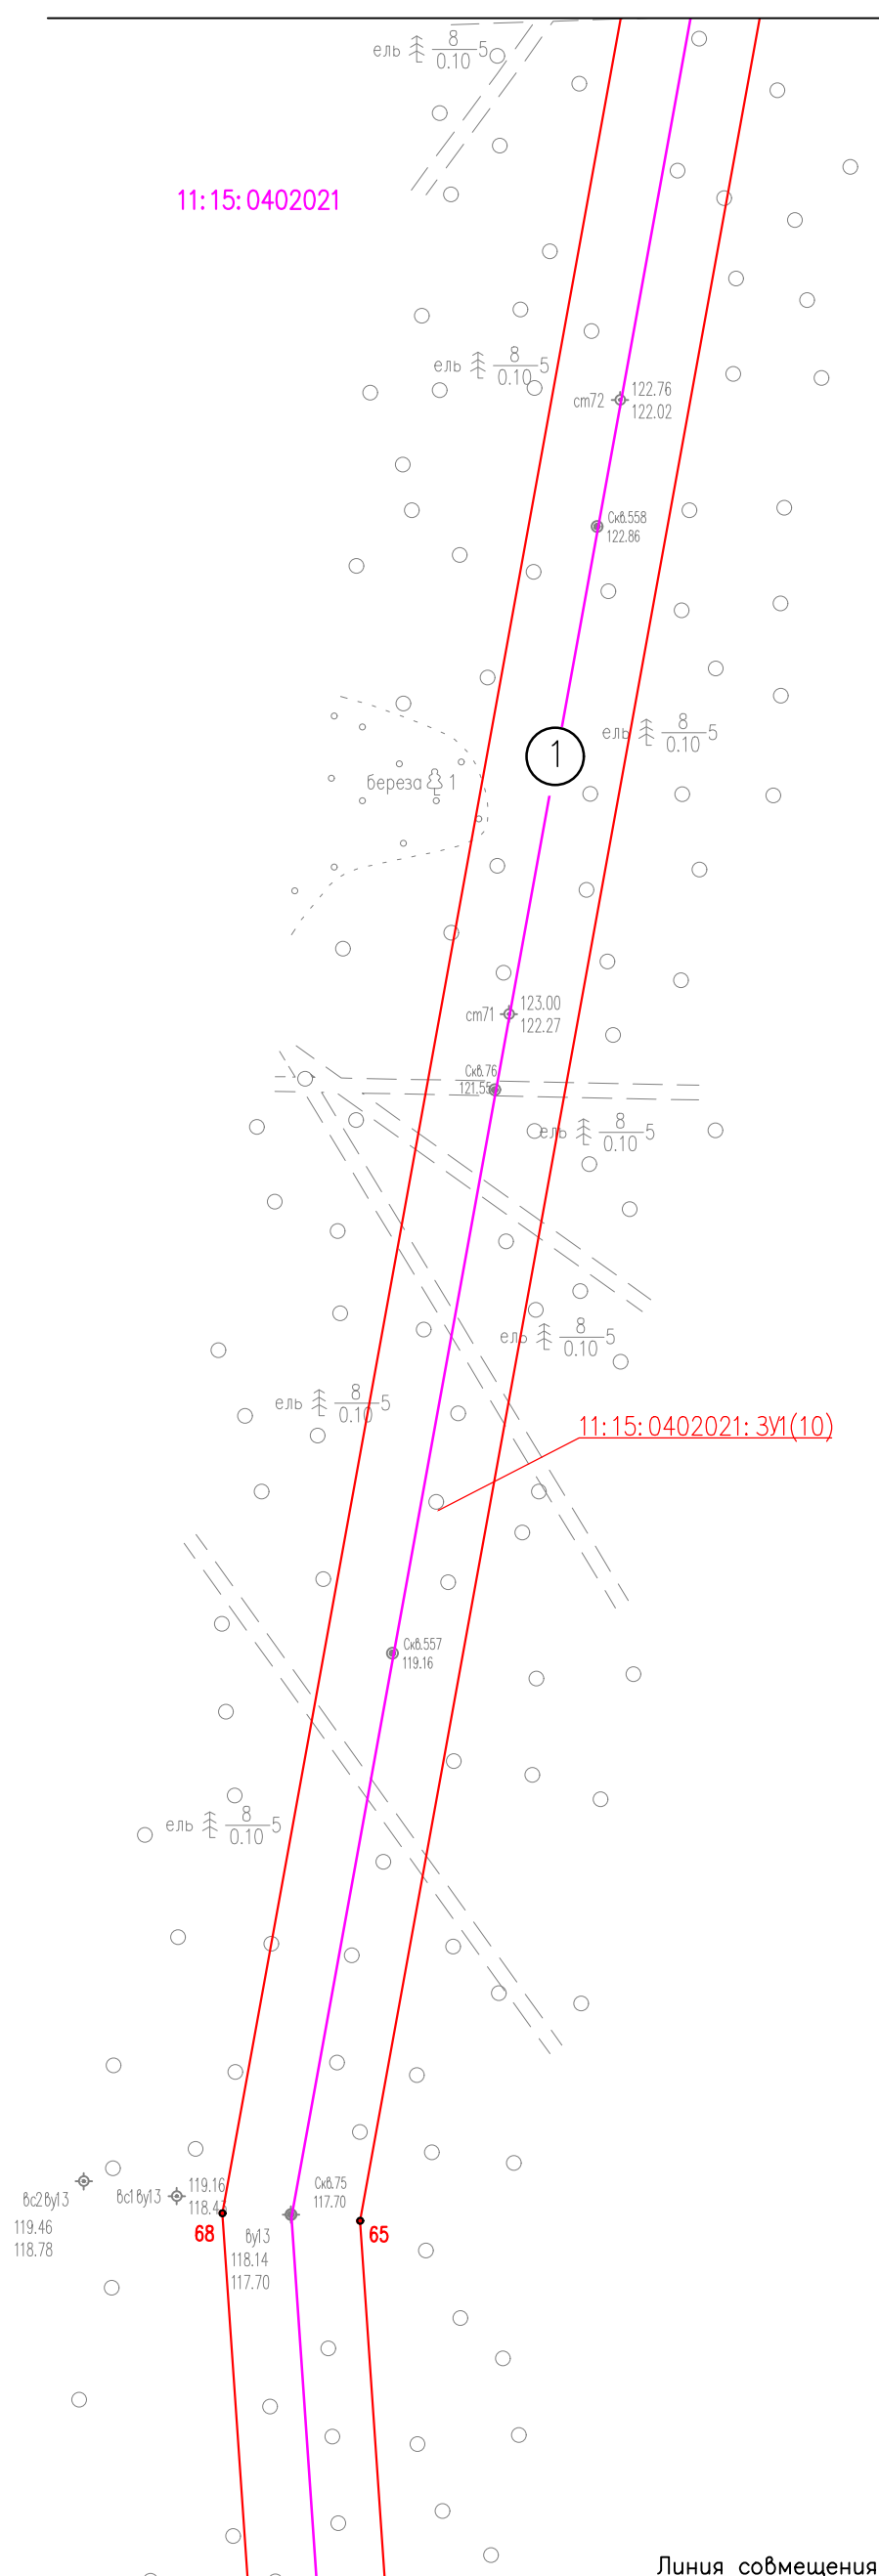 ель 8 5
0.10
11:15:0402021
ель 8 5
0.10
ст72 122.76
122.02
Скв.558
122.86
ель 8 5
0.10
1
береза 1
ст71 123.00
122.27
Скв.76
121.55
ель 8 5
0.10
ель 8 5
0.10
ель 8 5
0.10
11:15:0402021:ЗУ1(10)
Скв.557
119.16
ель 8 5
0.10
Скв.75
117.70
вс2ву13
119.46
118.78
вс1ву13 119.16
118.41
68
ву13
118.14
117.70
65
Линия совмещения